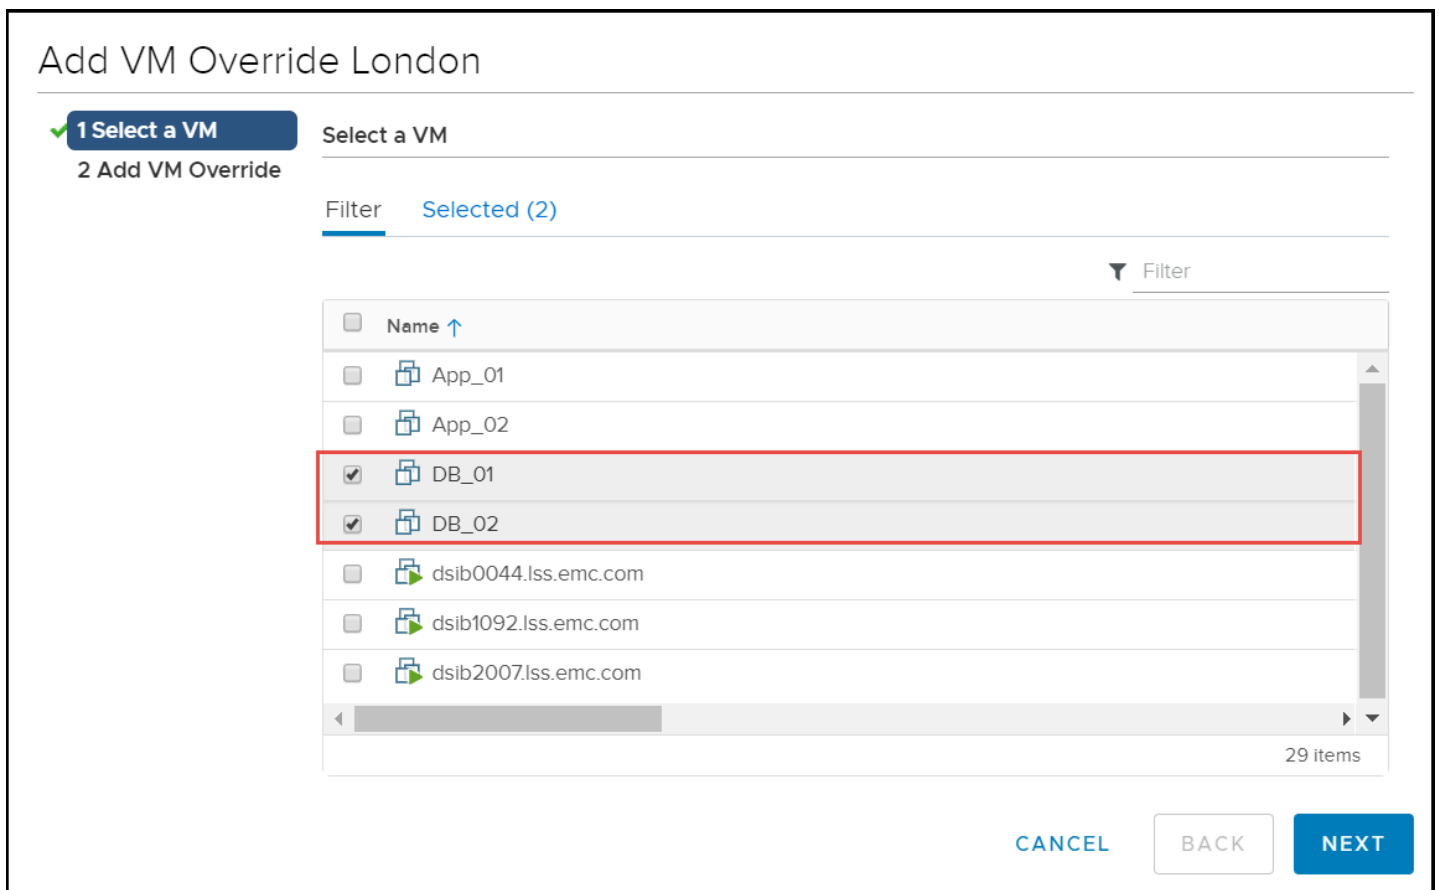 Add VM Override London
1 Select a VM
2 Add VM Override
Select a VM
Filter
Selected (2)
Filter
Name
App_01
App_02
DB_01
DB_02
dsib0044.lss.emc.com
dsib1092.lss.emc.com
dsib2007.lss.emc.com
29 items
CANCEL
BACK
NEXT